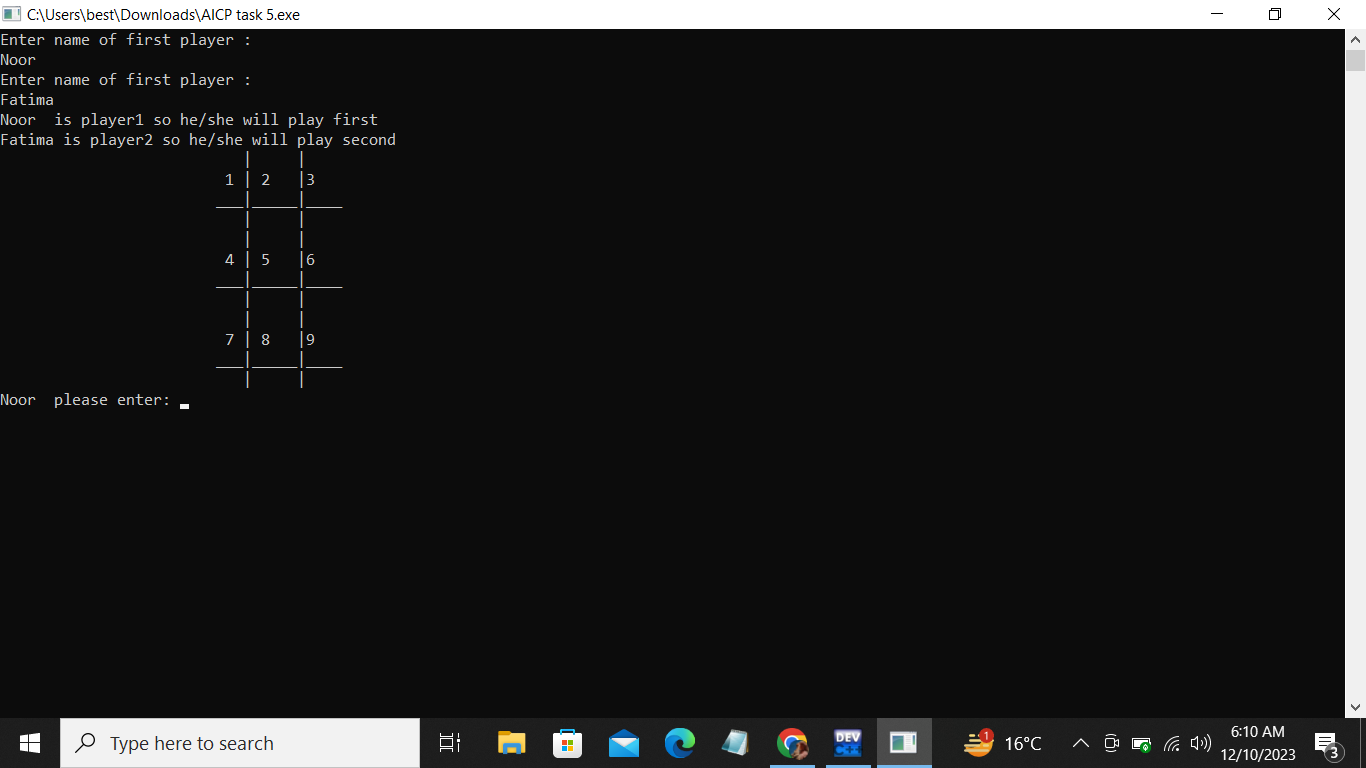 C:\Users\best\Downloads\AICP task 5.exe
Enter name of first player :
Noor
Enter name of first player :
Fatima
Noor  is player1 so he/she will play first
Fatima is player2 so he/she will play second
1 | 2 |3
4 | 5 |6
7 | 8 |9
Noor  please enter:
Type here to search
DEV C++
1
16°C
6:10 AM
12/10/2023
3